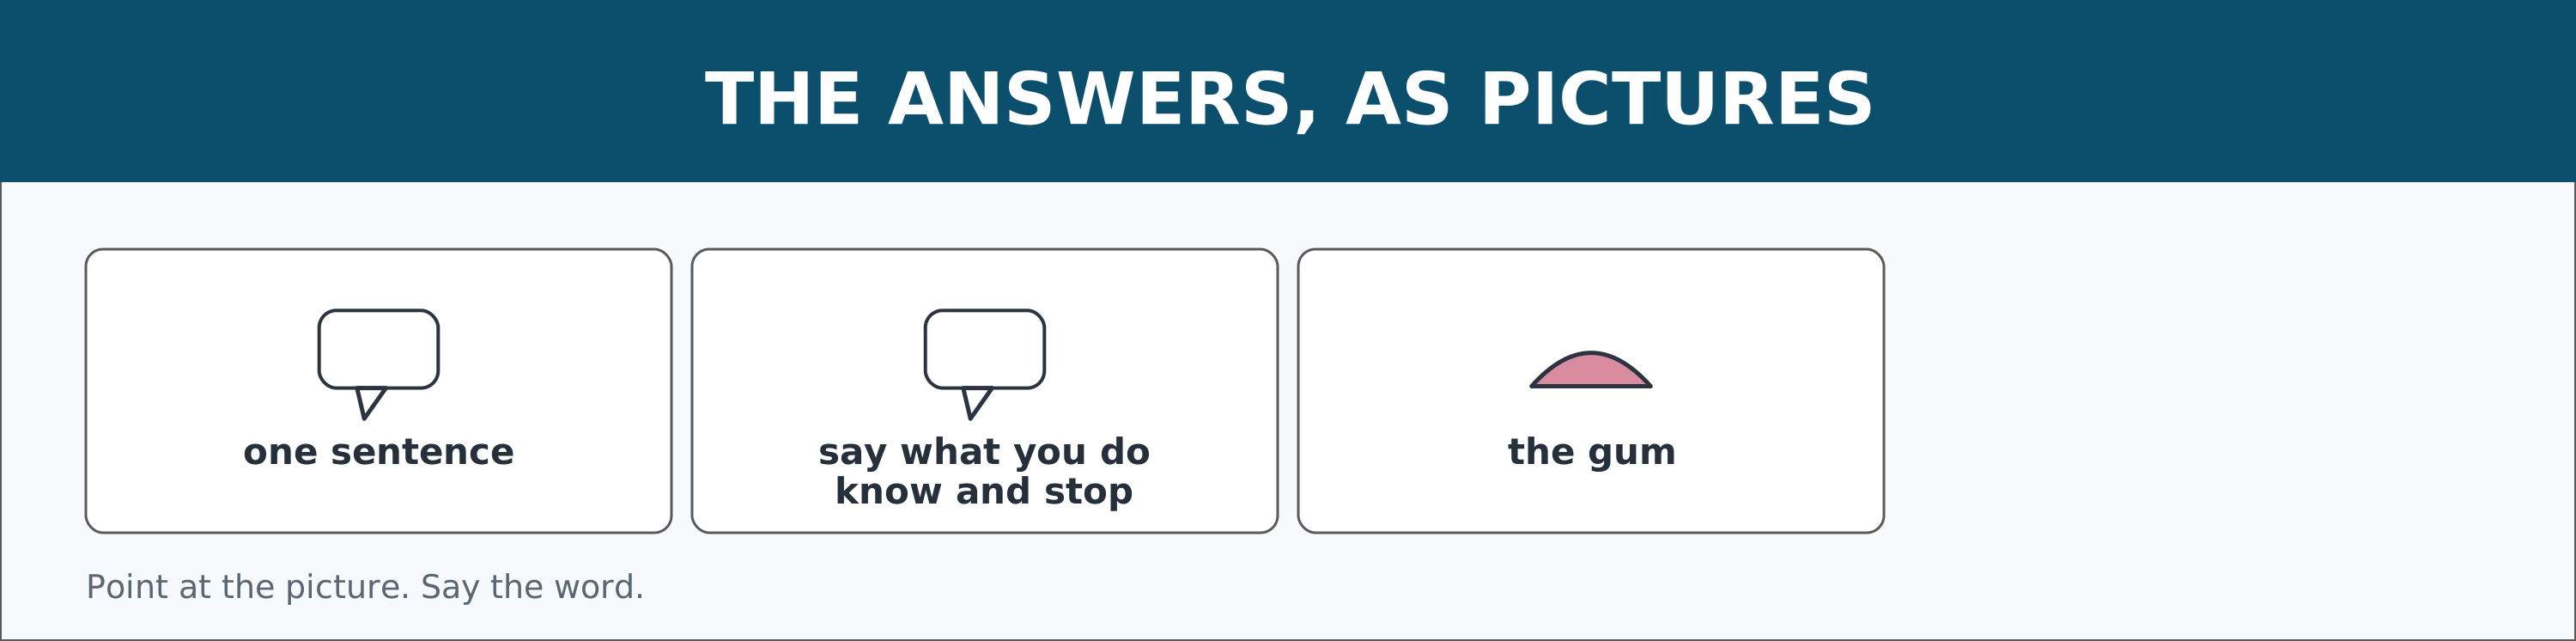 THE ANSWERS, AS PICTURES
one sentence
say what you do
know and stop
the gum
Point at the picture. Say the word.